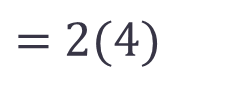 = 2(4)